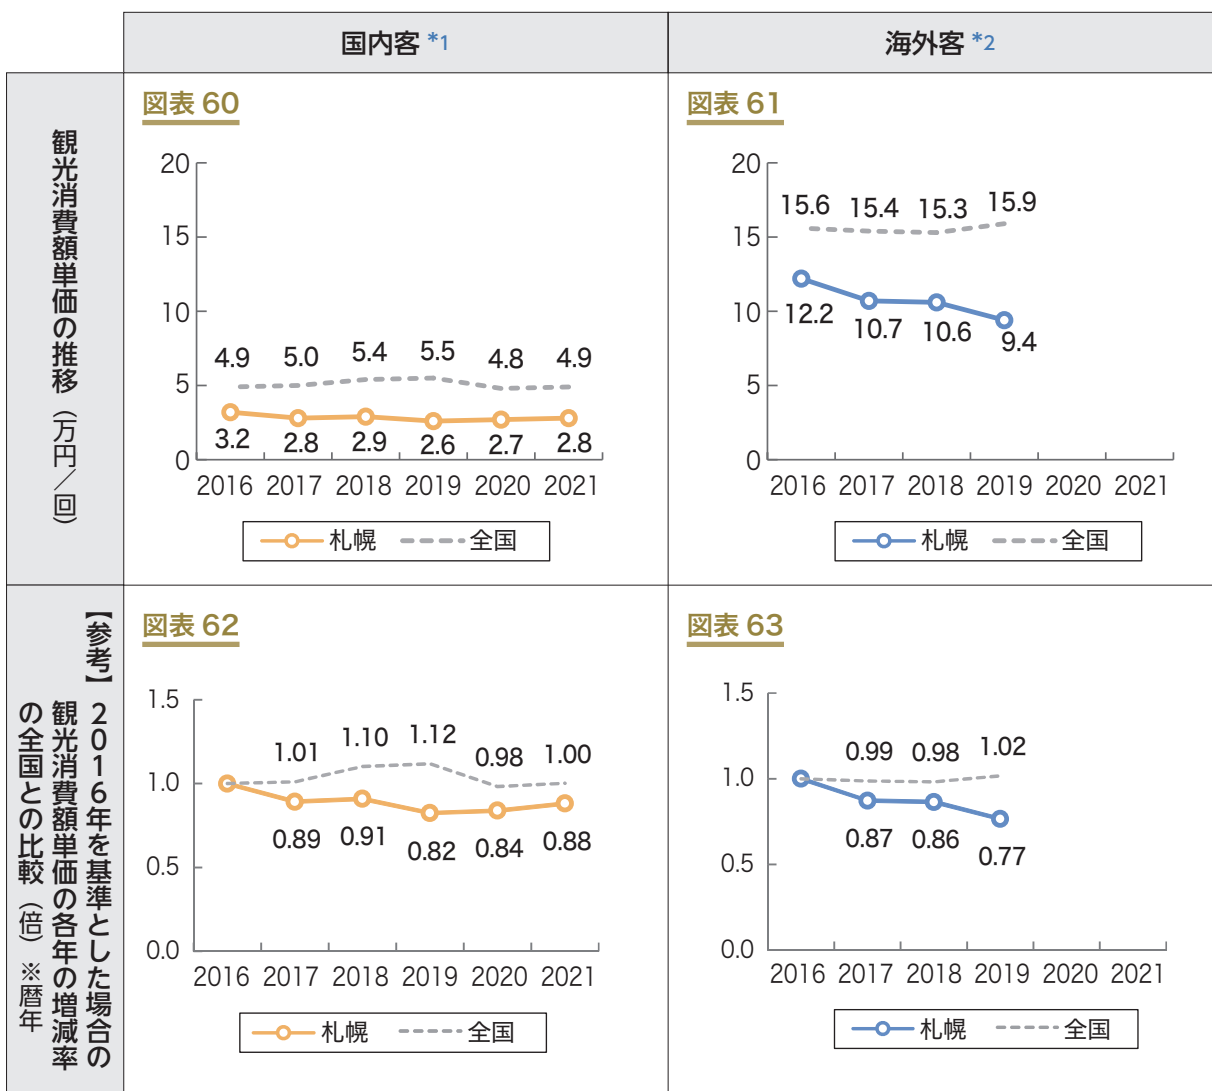 国内客 *1
海外客 *2
観光消費額単価の推移（万円／回）
図表 60
20
15
10
5
0
4.9 5.0 5.4 5.5 4.8 4.9
3.2 2.8 2.9 2.6 2.7 2.8
2016 2017 2018 2019 2020 2021
札幌 全国
図表 61
20
15
10
5
0
15.6 15.4 15.3 15.9
12.2 10.7 10.6 9.4
2016 2017 2018 2019 2020 2021
札幌 全国
【参考】２０１６年を基準とした場合の
観光消費額単価の各年の増減率
の全国との比較（倍）※暦年
図表 62
1.5
1.0
0.5
0.0
1.01 1.10 1.12 0.98 1.00
0.89 0.91 0.82 0.84 0.88
2016 2017 2018 2019 2020 2021
札幌 全国
図表 63
1.5
1.0
0.5
0.0
0.99 0.98 1.02
0.87 0.86 0.77
2016 2017 2018 2019 2020 2021
札幌 全国